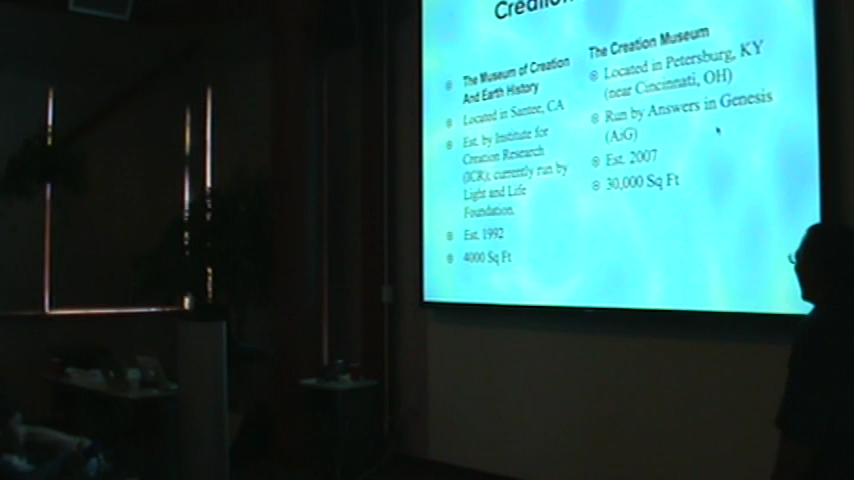 The Museum of Creation
And Earth History
Located in Santee, CA
Est. by Institute for
Creation Research
(ICR); currently run by
Light and Life
Foundation.
Est. 1992
4000 Sq Ft
The Creation Museum
Located in Petersburg, KY
(near Cincinnati, OH)
Run by Answers in Genesis
(AiG)
Est. 2007
30,000 Sq Ft